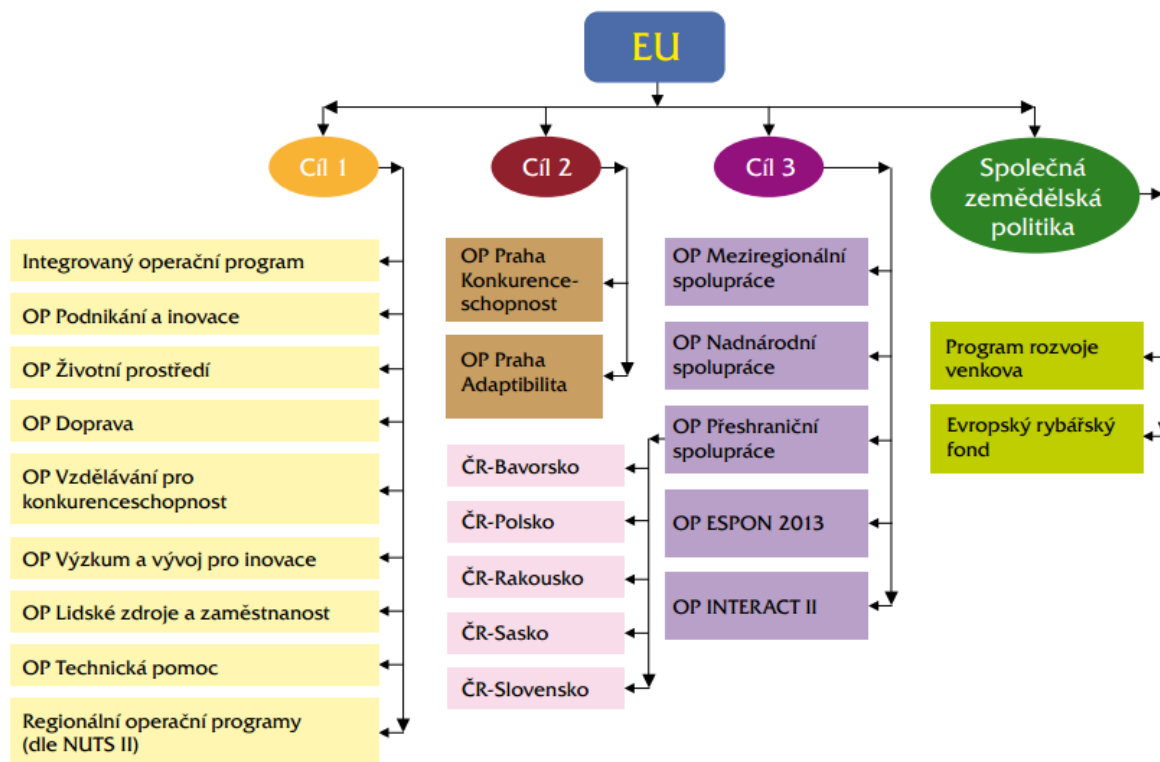 EU
Cíl 1
Cíl 2
Cíl 3
Společná
zemědělská
politika
Integrovaný operační program
OP Podnikání a inovace
OP Životní prostředí
OP Doprava
OP Vzdělávání pro
konkurenceschopnost
OP Výzkum a vývoj pro inovace
OP Lidské zdroje a zaměstnanost
OP Technická pomoc
Regionální operační programy
(dle NUTS II)
OP Praha
Konkurence-
schopnost
OP Praha
Adaptibilita
ČR-Bavorsko
ČR-Polsko
ČR-Rakousko
ČR-Sasko
ČR-Slovensko
OP Meziregionální
spolupráce
OP Nadnárodní
spolupráce
OP Přeshraniční
spolupráce
OP ESPON 2013
OP INTERACT II
Program rozvoje
venkova
Evropský rybářský
fond